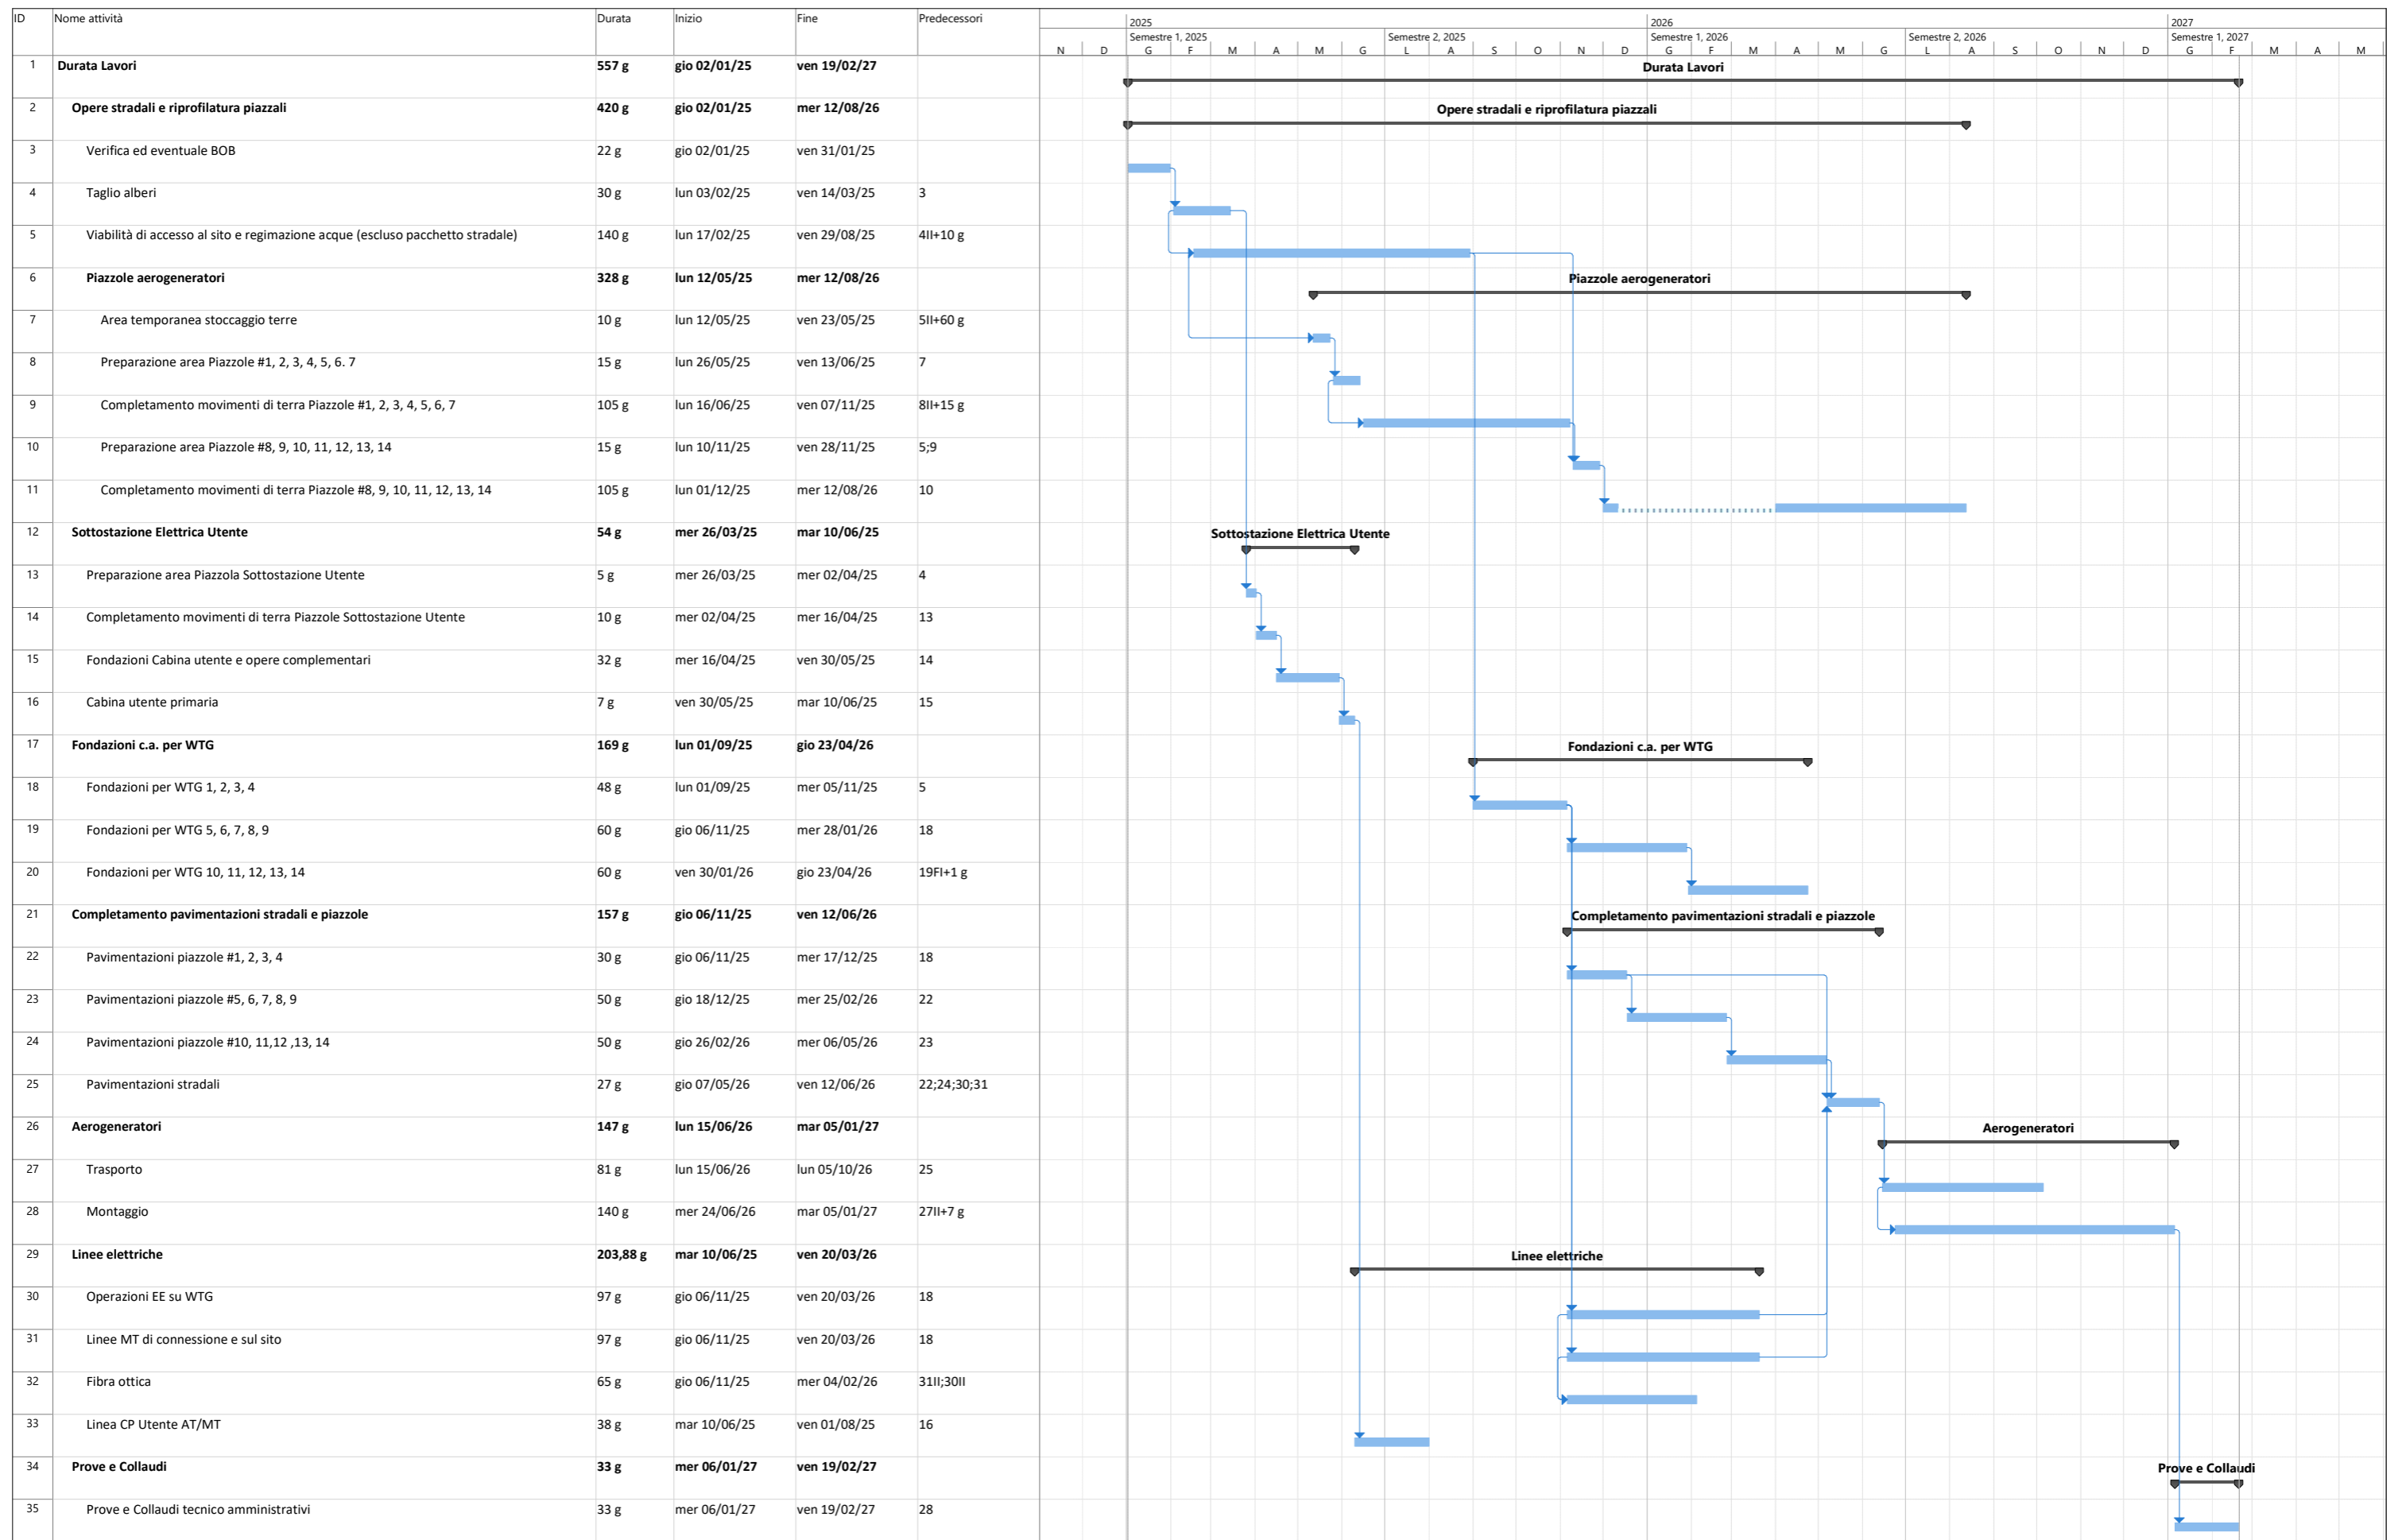 ID Nome attività Durata Inizio Fine Predecessori
2025 2026 2027
Semestre 1, 2025 Semestre 2, 2025 Semestre 1, 2026 Semestre 2, 2026 Semestre 1, 2027
N D G F M A M G L A S O N D G F M A M G L A S O N D G F M A M
1 Durata Lavori 557 g gio 02/01/25 ven 19/02/27 Durata Lavori
2 Opere stradali e riprofilatura piazzali 420 g gio 02/01/25 mer 12/08/26 Opere stradali e riprofilatura piazzali
3 Verifica ed eventuale BOB 22 g gio 02/01/25 ven 31/01/25
4 Taglio alberi 30 g lun 03/02/25 ven 14/03/25 3
5 Viabilità di accesso al sito e regimazione acque (escluso pacchetto stradale) 140 g lun 17/02/25 ven 29/08/25 4II+10 g
6 Piazzole aerogeneratori 328 g lun 12/05/25 mer 12/08/26 Piazzole aerogeneratori
7 Area temporanea stoccaggio terre 10 g lun 12/05/25 ven 23/05/25 5II+60 g
8 Preparazione area Piazzole #1, 2, 3, 4, 5, 6. 7 15 g lun 26/05/25 ven 13/06/25 7
9 Completamento movimenti di terra Piazzole #1, 2, 3, 4, 5, 6, 7 105 g lun 16/06/25 ven 07/11/25 8II+15 g
10 Preparazione area Piazzole #8, 9, 10, 11, 12, 13, 14 15 g lun 10/11/25 ven 28/11/25 5;9
11 Completamento movimenti di terra Piazzole #8, 9, 10, 11, 12, 13, 14 105 g lun 01/12/25 mer 12/08/26 10
12 Sottostazione Elettrica Utente 54 g mer 26/03/25 mar 10/06/25 Sottostazione Elettrica Utente
13 Preparazione area Piazzola Sottostazione Utente 5 g mer 26/03/25 mer 02/04/25 4
14 Completamento movimenti di terra Piazzole Sottostazione Utente 10 g mer 02/04/25 mer 16/04/25 13
15 Fondazioni Cabina utente e opere complementari 32 g mer 16/04/25 ven 30/05/25 14
16 Cabina utente primaria 7 g ven 30/05/25 mar 10/06/25 15
17 Fondazioni c.a. per WTG 169 g lun 01/09/25 gio 23/04/26 Fondazioni c.a. per WTG
18 Fondazioni per WTG 1, 2, 3, 4 48 g lun 01/09/25 mer 05/11/25 5
19 Fondazioni per WTG 5, 6, 7, 8, 9 60 g gio 06/11/25 mer 28/01/26 18
20 Fondazioni per WTG 10, 11, 12, 13, 14 60 g ven 30/01/26 gio 23/04/26 19FI+1 g
21 Completamento pavimentazioni stradali e piazzole 157 g gio 06/11/25 ven 12/06/26 Completamento pavimentazioni stradali e piazzole
22 Pavimentazioni piazzole #1, 2, 3, 4 30 g gio 06/11/25 mer 17/12/25 18
23 Pavimentazioni piazzole #5, 6, 7, 8, 9 50 g gio 18/12/25 mer 25/02/26 22
24 Pavimentazioni piazzole #10, 11,12 ,13, 14 50 g gio 26/02/26 mer 06/05/26 23
25 Pavimentazioni stradali 27 g gio 07/05/26 ven 12/06/26 22;24;30;31
26 Aerogeneratori 147 g lun 15/06/26 mar 05/01/27 Aerogeneratori
27 Trasporto 81 g lun 15/06/26 lun 05/10/26 25
28 Montaggio 140 g mer 24/06/26 mar 05/01/27 27II+7 g
29 Linee elettriche 203,88 g mar 10/06/25 ven 20/03/26 Linee elettriche
30 Operazioni EE su WTG 97 g gio 06/11/25 ven 20/03/26 18
31 Linee MT di connessione e sul sito 97 g gio 06/11/25 ven 20/03/26 18
32 Fibra ottica 65 g gio 06/11/25 mer 04/02/26 31II;30II
33 Linea CP Utente AT/MT 38 g mar 10/06/25 ven 01/08/25 16
34 Prove e Collaudi 33 g mer 06/01/27 ven 19/02/27 Prove e Collaudi
35 Prove e Collaudi tecnico amministrativi 33 g mer 06/01/27 ven 19/02/27 28